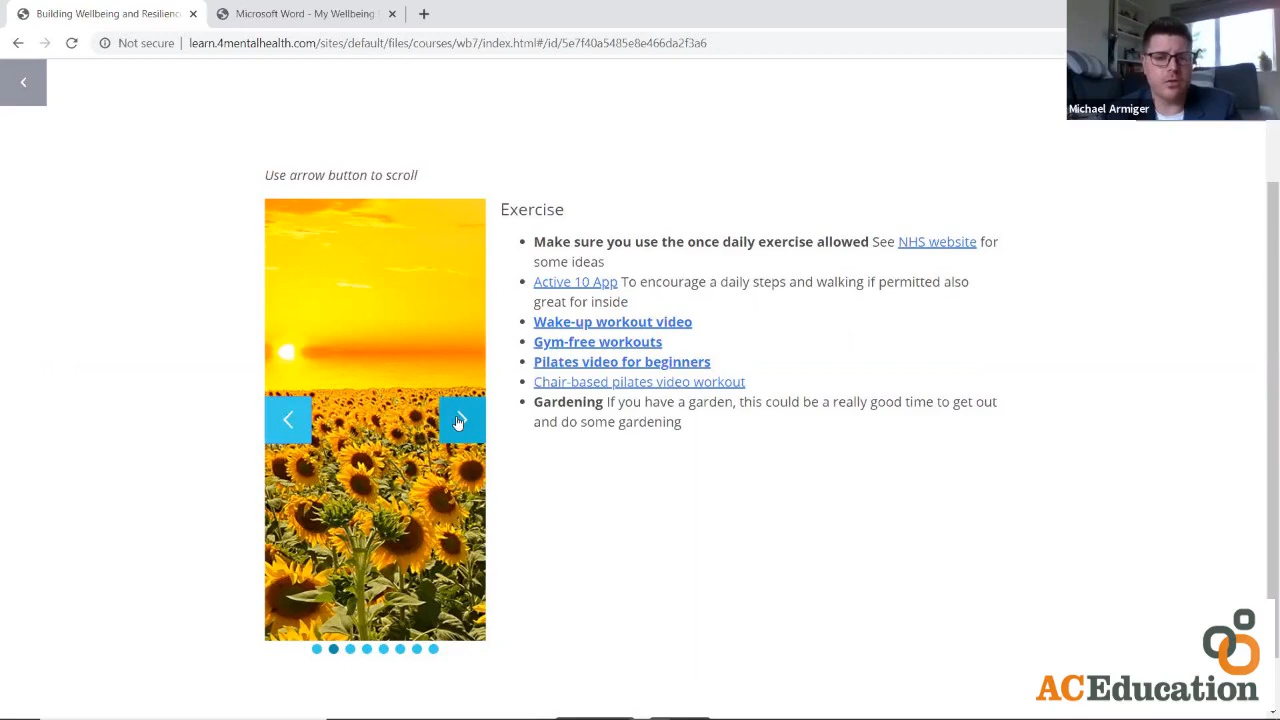 Building Wellbeing and Resilienc
Microsoft Word - My Wellbeing
Not secure
learn.4mentalhealth.com/sites/default/files/courses/wb7/index.html#/id/5e7f40a5485e8e466da2f3a6
Michael Armiger
Use arrow button to scroll
Exercise
Make sure you use the once daily exercise allowed See NHS website for
some ideas
Active 10 App To encourage a daily steps and walking if permitted also
great for inside
Wake-up workout video
Gym-free workouts
Pilates video for beginners
Chair-based pilates video workout
Gardening If you have a garden, this could be a really good time to get out
and do some gardening
ACEducation